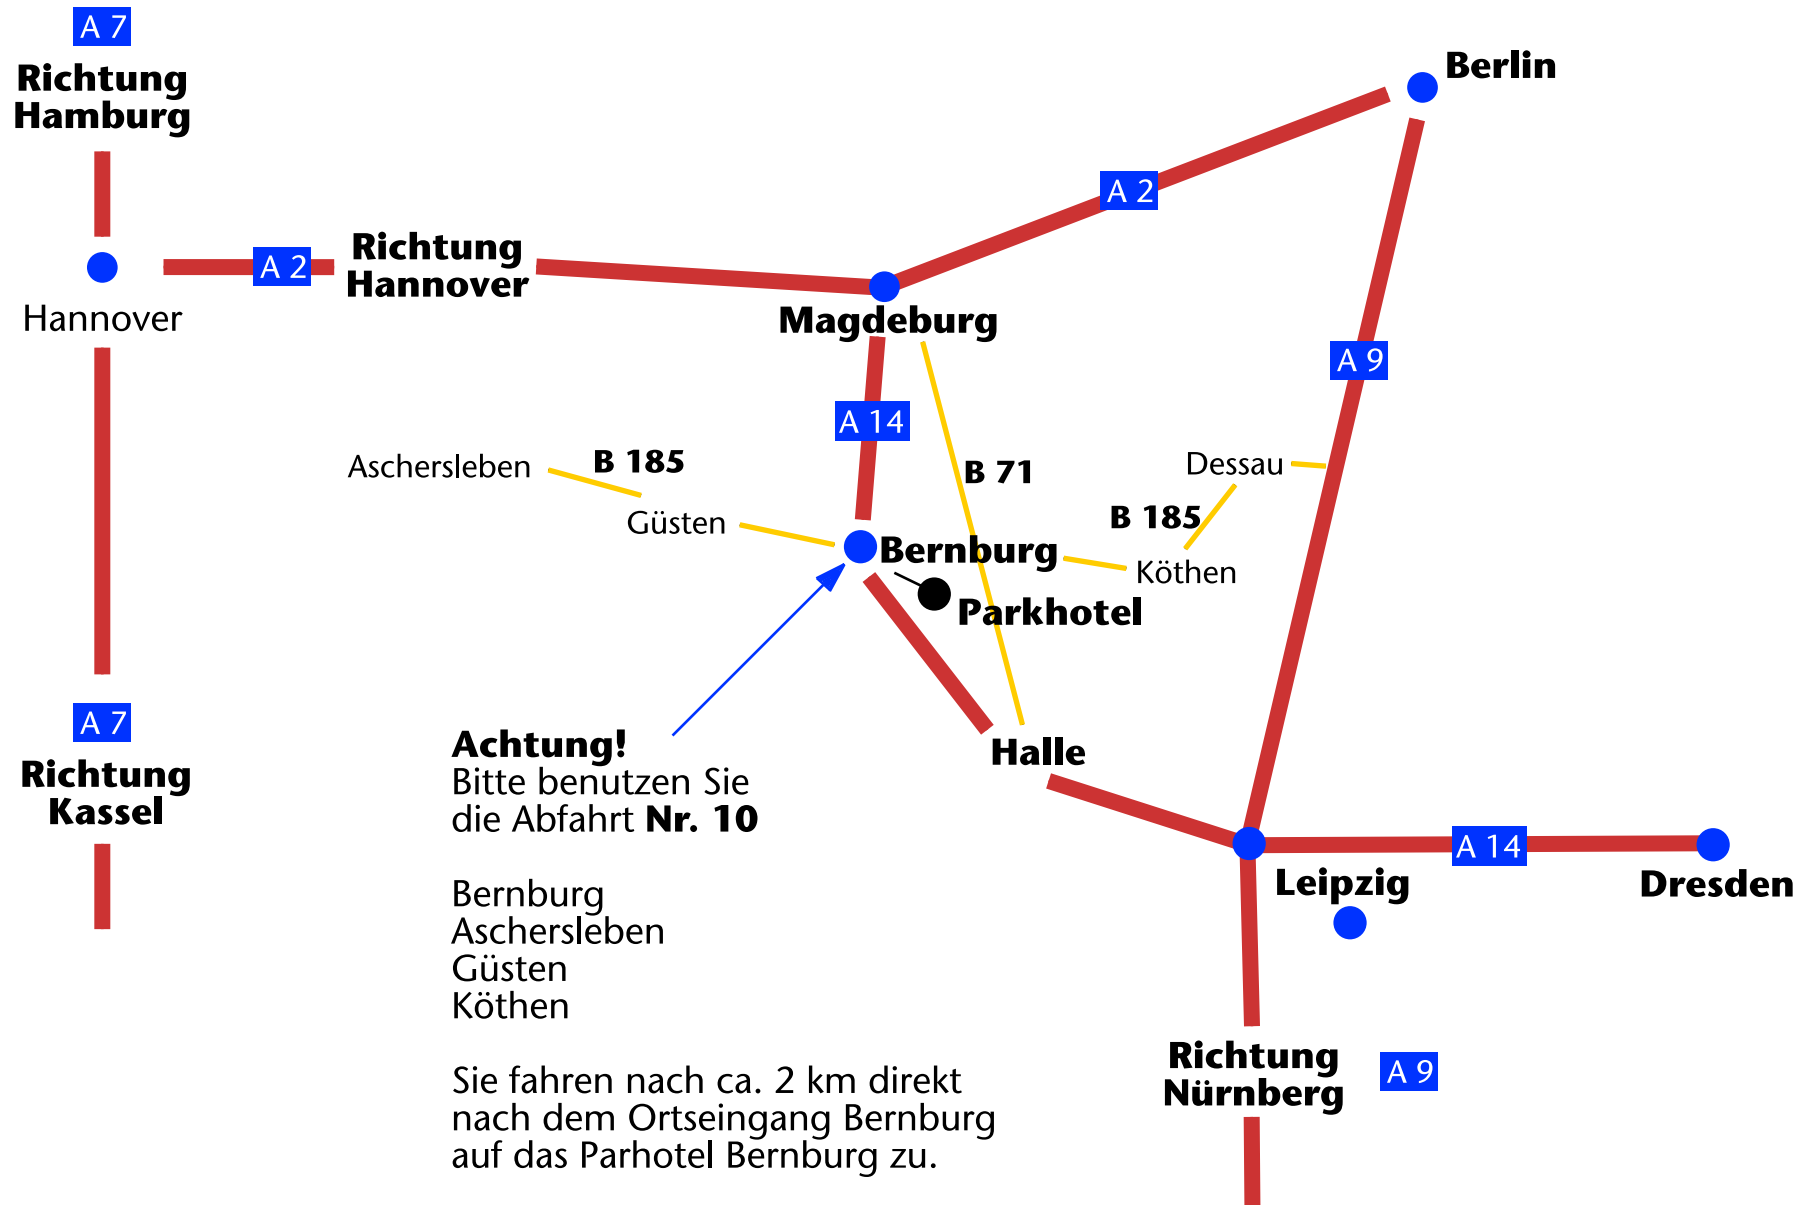 A 7
Richtung
Hamburg
Berlin
A 2
Richtung
Hannover
A 2
Hannover
Magdeburg
A 9
A 14
Aschersleben
B 185
B 71
Dessau
Güsten
B 185
Bernburg
Köthen
Parkhotel
A 7
Richtung
Kassel
Achtung!
Bitte benutzen Sie
die Abfahrt Nr. 10
Halle
A 14
Leipzig
Dresden
Bernburg
Aschersleben
Güsten
Köthen
Richtung
Nürnberg
A 9
Sie fahren nach ca. 2 km direkt
nach dem Ortseingang Bernburg
auf das Parhotel Bernburg zu.